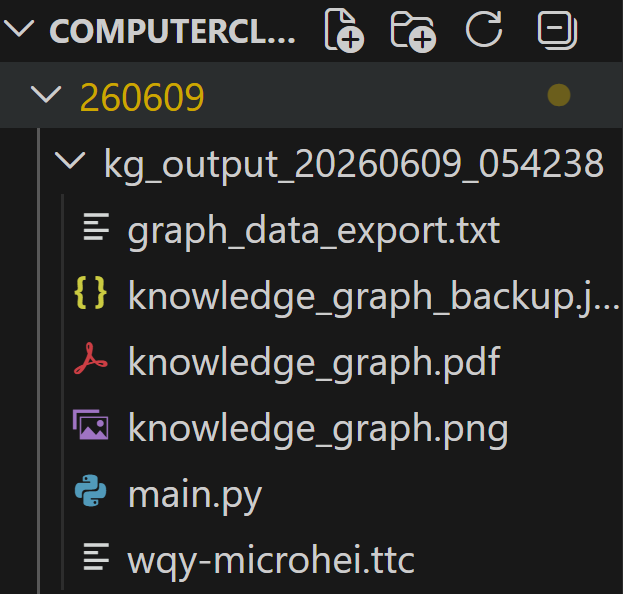 COMPUTERCL...
260609
kg_output_20260609_054238
graph_data_export.txt
knowledge_graph_backup.j...
knowledge_graph.pdf
knowledge_graph.png
main.py
wqy-microhei.ttc